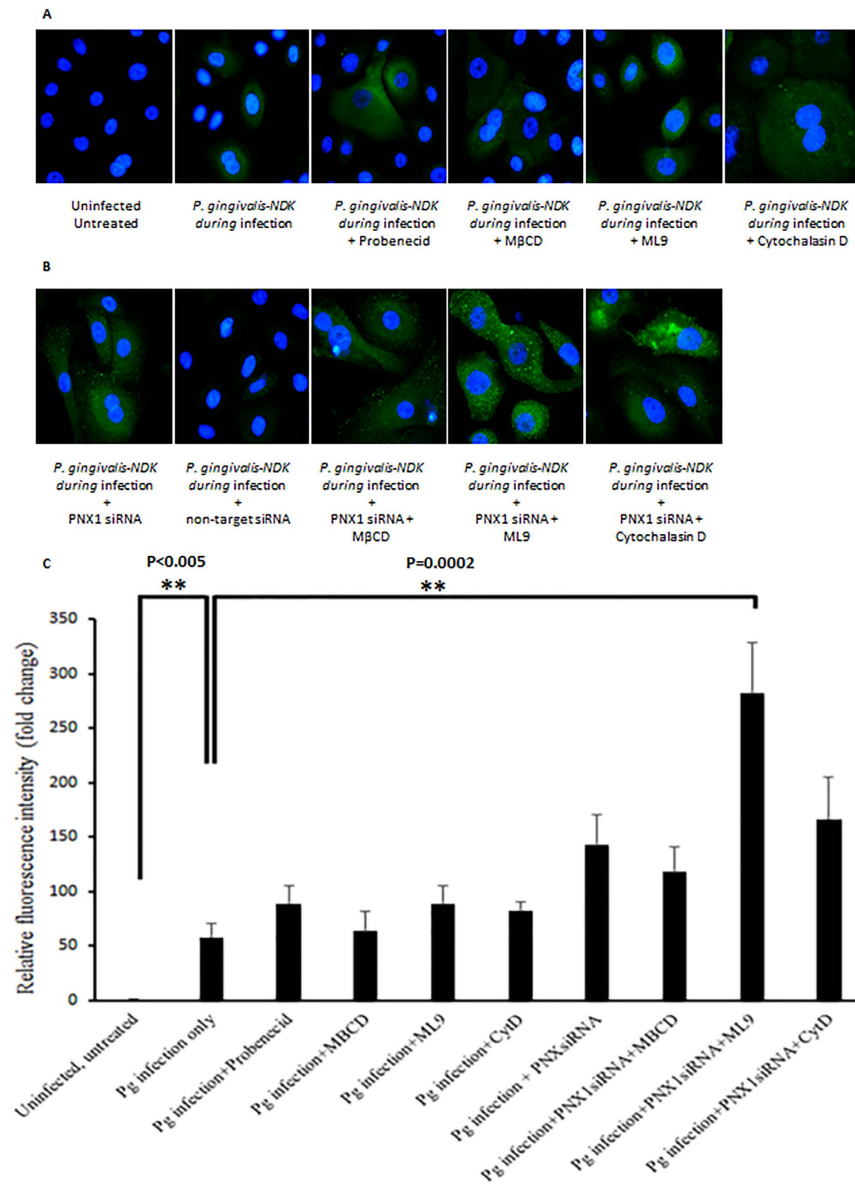 A
Uninfected
Untreated
P. gingivalis-NDK
during infection
P. gingivalis-NDK
during infection
+ Probenecid
P. gingivalis-NDK
during infection
+ MβCD
P. gingivalis-NDK
during infection
+ ML9
P. gingivalis-NDK
during infection
+ Cytochalasin D
B
P. gingivalis-NDK
during infection
+
PNX1 siRNA
P. gingivalis-NDK
during infection
+
non-target siRNA
P. gingivalis-NDK
during infection
+
PNX1 siRNA +
MβCD
P. gingivalis-NDK
during infection
+
PNX1 siRNA +
ML9
P. gingivalis-NDK
during infection
+
PNX1 siRNA +
Cytochalasin D
C
P<0.005
**
P=0.0002
**
Relative fluorescence intensity (fold change)
350
300
250
200
150
100
50
0
Uninfected, untreated
Pg infection only
Pg infection+Probenecid
Pg infection+MBCD
Pg infection+ML9
Pg infection+CytD
Pg infection + PNXsiRNA
Pg infection+PNX1siRNA+MBCD
Pg infection+PNX1siRNA+ML9
Pg infection+PNX1siRNA+CytD